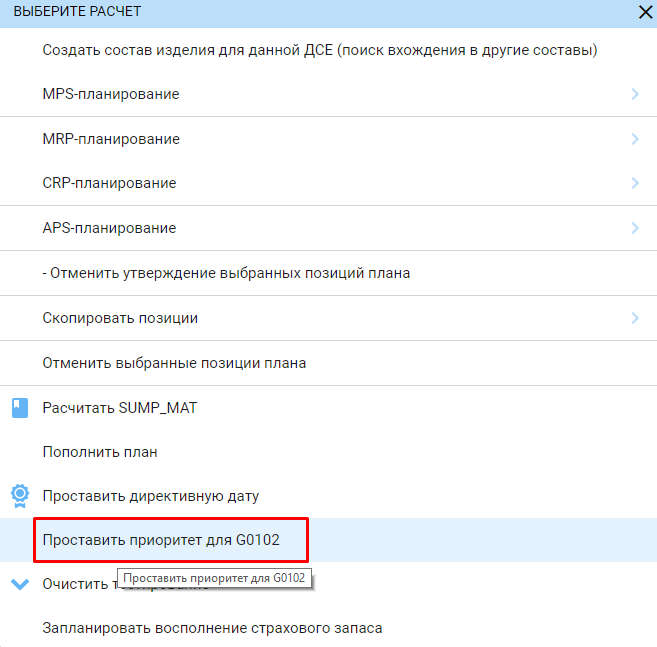 ВЫБЕРИТЕ РАСЧЕТ
Создать состав изделия для данной ДСЕ (поиск вхождения в другие составы)
MPS-планирование
MRP-планирование
CRP-планирование
APS-планирование
- Отменить утверждение выбранных позиций плана
Скопировать позиции
Отменить выбранные позиции плана
Расчитать SUMP_MAT
Пополнить план
Проставить директивную дату
Проставить приоритет для G0102
Очистить
Проставить приоритет для G0102
Запланировать восполнение страхового запаса